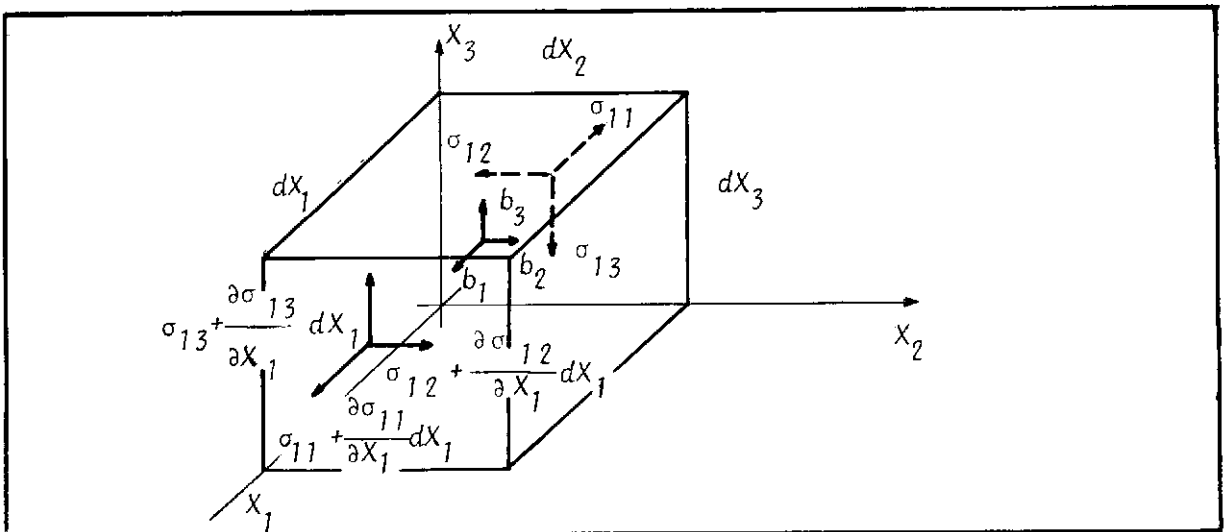 X₃
dX₂
σ₁₁
σ₁₂
dX₁
dX₃
b₃
σ₁₃
b₂
b₁
σ₁₃ + ∂σ₁₃/∂X₁ dX₁
X₂
σ₁₂ + ∂σ₁₂/∂X₁ dX₁
σ₁₁ + ∂σ₁₁/∂X₁ dX₁
X₁